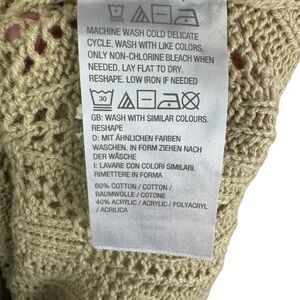 MACHINE WASH COLD DELICATE
CYCLE. WASH WITH LIKE COLORS,
ONLY NON-CHLORINE BLEACH WHEN
NEEDED. LAY FLAT TO DRY.
RESHAPE. LOW IRON IF NEEDED
30
GB: WASH WITH SIMILAR COLOURS.
RESHAPE
D: MIT ÄHNLICHEN FARBEN
WASCHEN. IN FORM ZIEHEN NACH
DER WÄSCHE
I: LAVARE CON COLORI SIMILARI.
RIMETTERE IN FORMA
60% COTTON / COTTON /
BAUMWOLLE / COTONE
40% ACRYLIC / ACRYLIC / POLYACRYL
/ ACRILICA